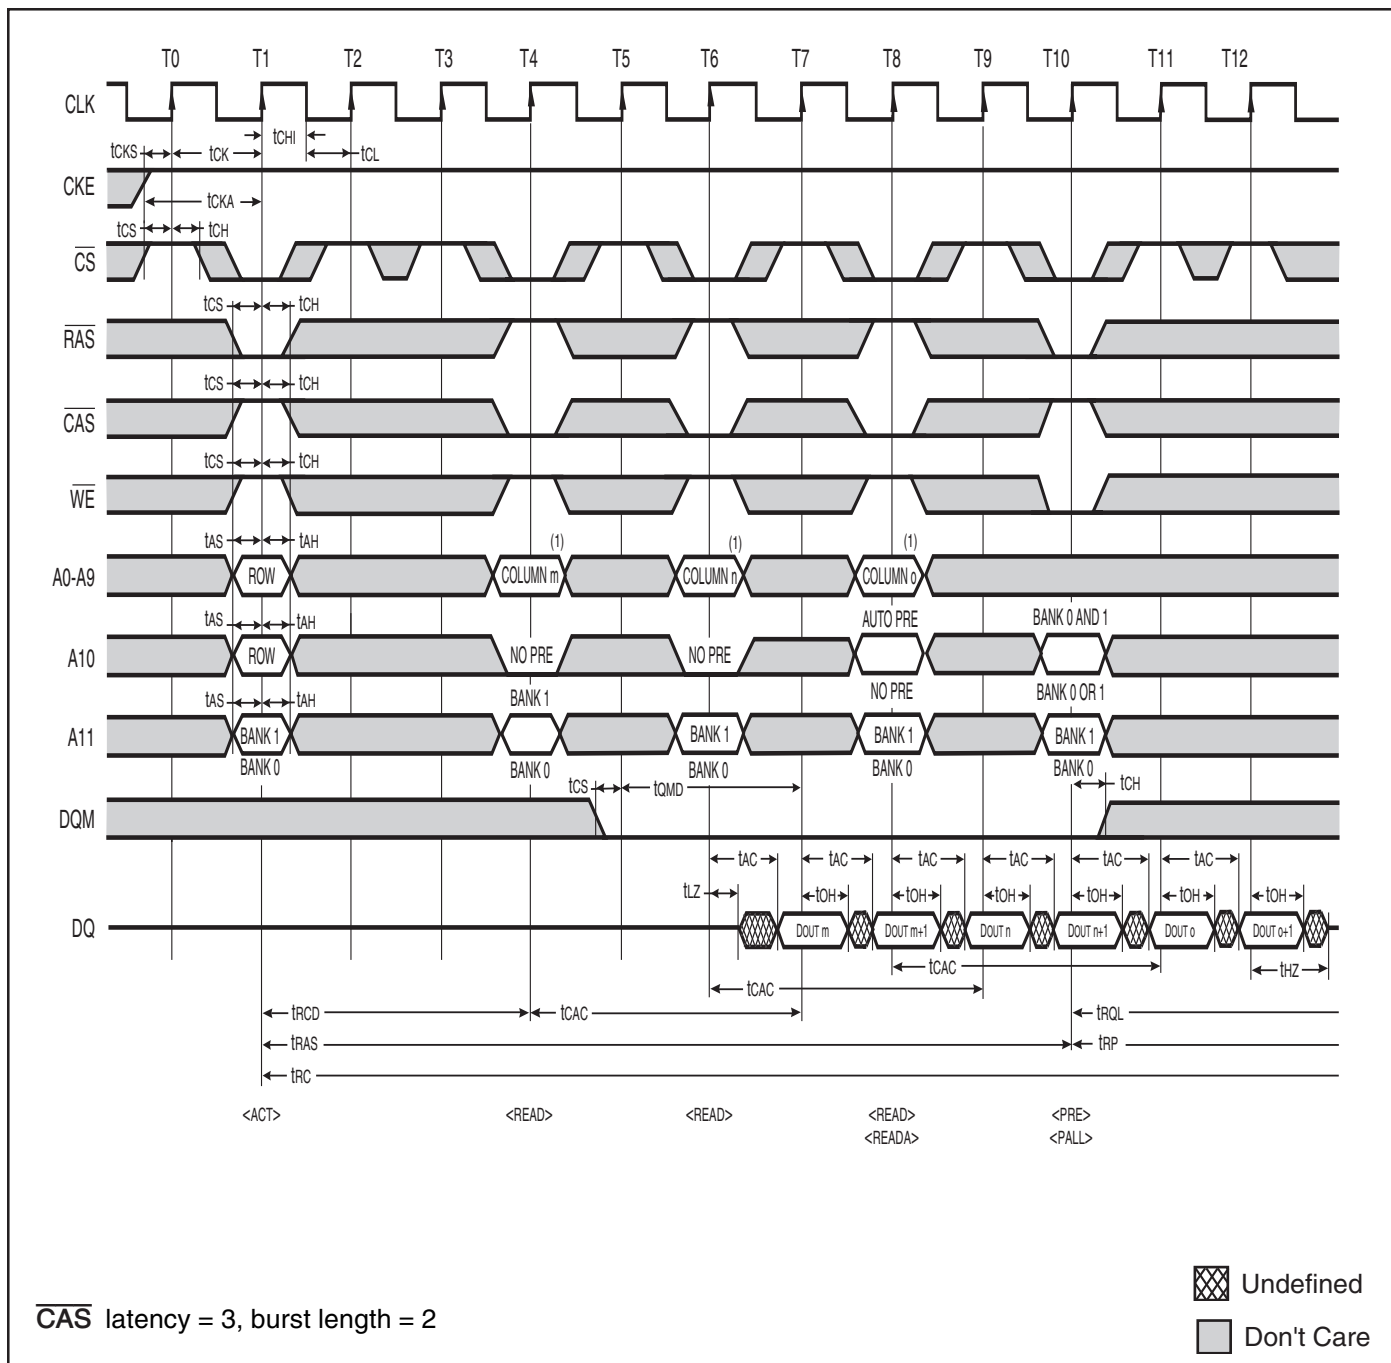 T0 T1 T2 T3 T4 T5 T6 T7 T8 T9 T10 T11 T12
CLK
tCHI
tCKS tCK tCL
CKE
tCKA
tCS tCH
CS
tCS tCH
RAS
tCS tCH
CAS
tCS tCH
WE
tAS tAH (1) (1) (1)
A0-A9 ROW COLUMN m COLUMN n COLUMN o
tAS tAH AUTO PRE BANK 0 AND 1
A10 ROW NO PRE NO PRE
tAS tAH BANK 1 NO PRE BANK 0 OR 1
A11 BANK 1 BANK 1 BANK 1 BANK 1
BANK 0 BANK 0 BANK 0 BANK 0 BANK 0
tCS tQMD tCH
DQM
tAC tAC tAC tAC tAC tAC
tLZ tOH tOH tOH tOH tOH tOH
DQ DOUT m DOUT m+1 DOUT n DOUT n+1 DOUT o DOUT o+1
tCAC tHZ
tCAC
tRCD tCAC tRQL
tRAS tRP
tRC
<ACT> <READ> <READ> <READ> <PRE>
<READA> <PALL>
Undefined
CAS latency = 3, burst length = 2
Don't Care